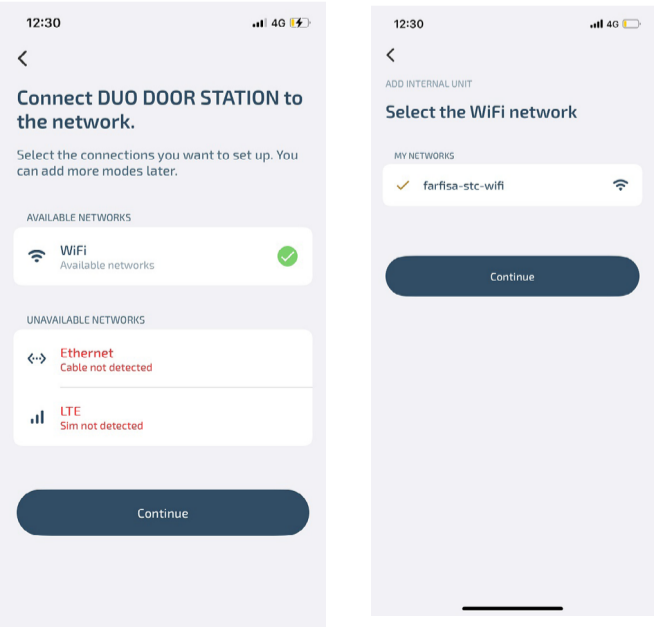 12:30
4G
Connect DUO DOOR STATION to
the network.
Select the connections you want to set up. You
can add more modes later.
AVAILABLE NETWORKS
WiFi
Available networks
UNAVAILABLE NETWORKS
Ethernet
Cable not detected
LTE
Sim not detected
Continue
12:30
4G
ADD INTERNAL UNIT
Select the WiFi network
MY NETWORKS
farfisa-stc-wifi
Continue